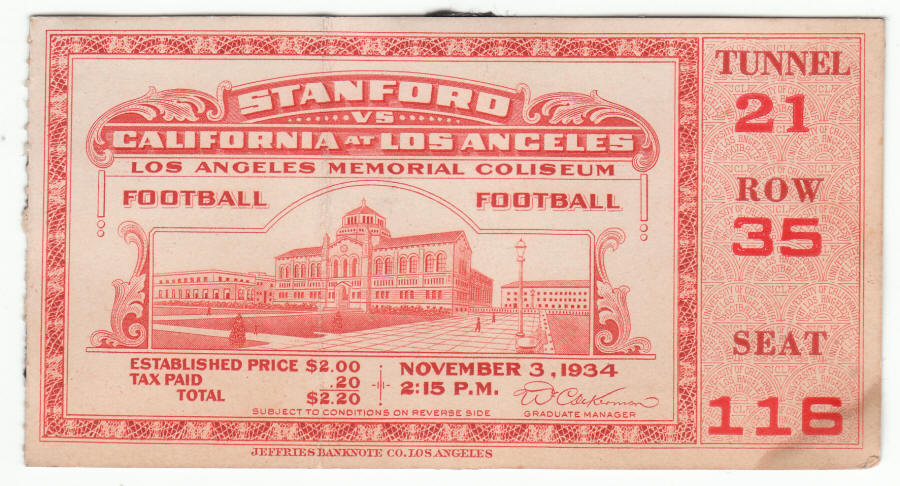 STANFORD
VS
CALIFORNIA AT LOS ANGELES
LOS ANGELES MEMORIAL COLISEUM
FOOTBALL FOOTBALL
ESTABLISHED PRICE $2.00
TAX PAID .20
TOTAL $2.20
NOVEMBER 3, 1934
2:15 P.M.
GRADUATE MANAGER
SUBJECT TO CONDITIONS ON REVERSE SIDE
JEFFRIES BANKNOTE CO. LOS ANGELES
TUNNEL
21
ROW
35
SEAT
116